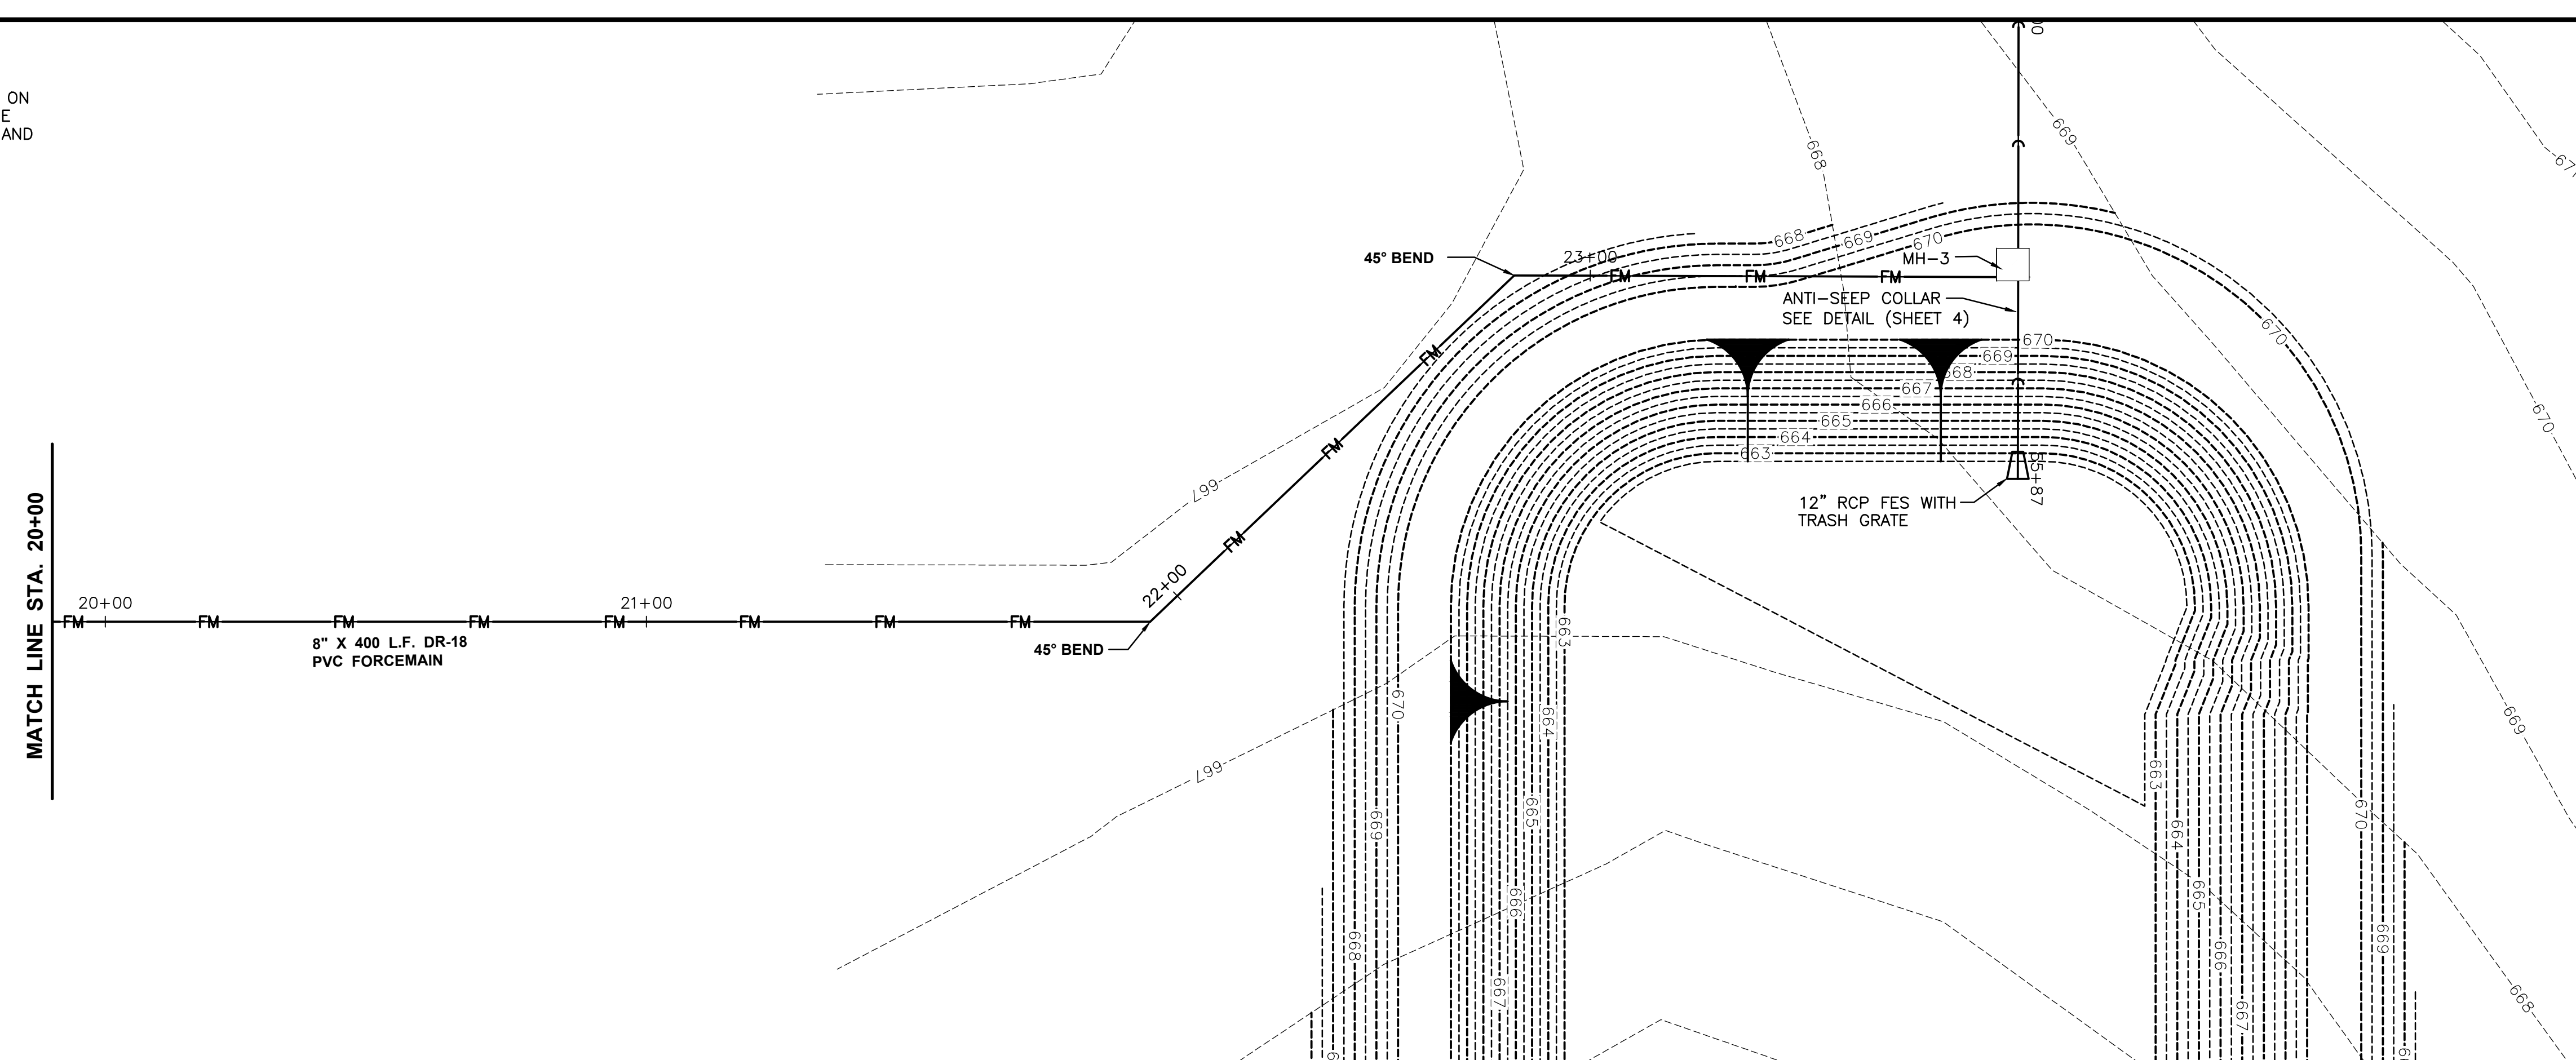 ON
E
AND
MATCH LINE STA. 20+00
20+00
21+00
22+00
23+00
FM
FM
FM
FM
FM
FM
FM
FM
FM
FM
FM
FM
FM
FM
8" X 400 L.F. DR-18
PVC FORCEMAIN
45° BEND
45° BEND
MH-3
ANTI-SEEP COLLAR
SEE DETAIL (SHEET 4)
12" RCP FES WITH
TRASH GRATE
55+87
00
667
667
668
669
670
668
669
670
670
669
668
667
666
665
664
663
670
669
668
663
664
665
666
667
670
669
668
663
664
665
666
667
670
669